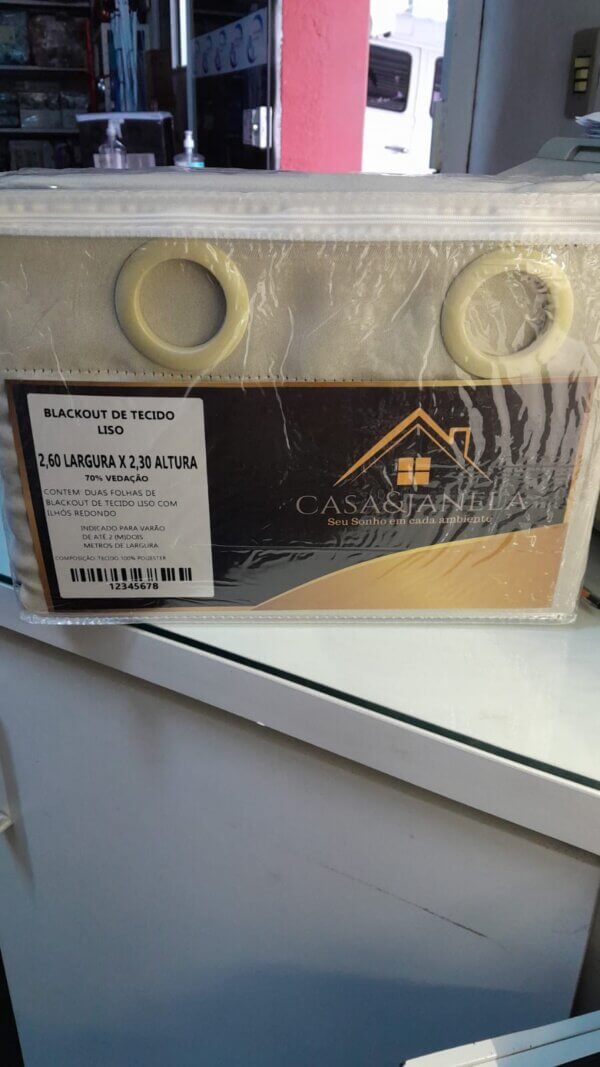 BLACKOUT DE TECIDO
LISO
2,60 LARGURA X 2,30 ALTURA
70% VEDAÇÃO
CONTEM: DUAS FOLHAS DE
BLACKOUT DE TECIDO LISO COM
ILHÓS REDONDO
INDICADO PARA VARÃO
DE ATÉ 2 (M)DOIS
METROS DE LARGURA
COMPOSIÇÃO: TECIDO 100% POLIESTER
12345678
CASA&JANELA
Seu Sonho em cada ambiente